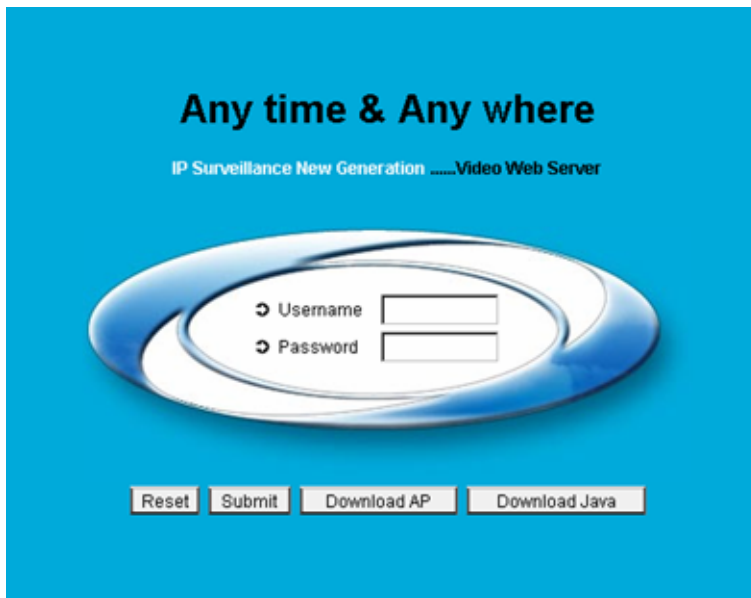 Any time & Any where
IP Surveillance New Generation ......Video Web Server
Username
Password
Reset Submit Download AP Download Java